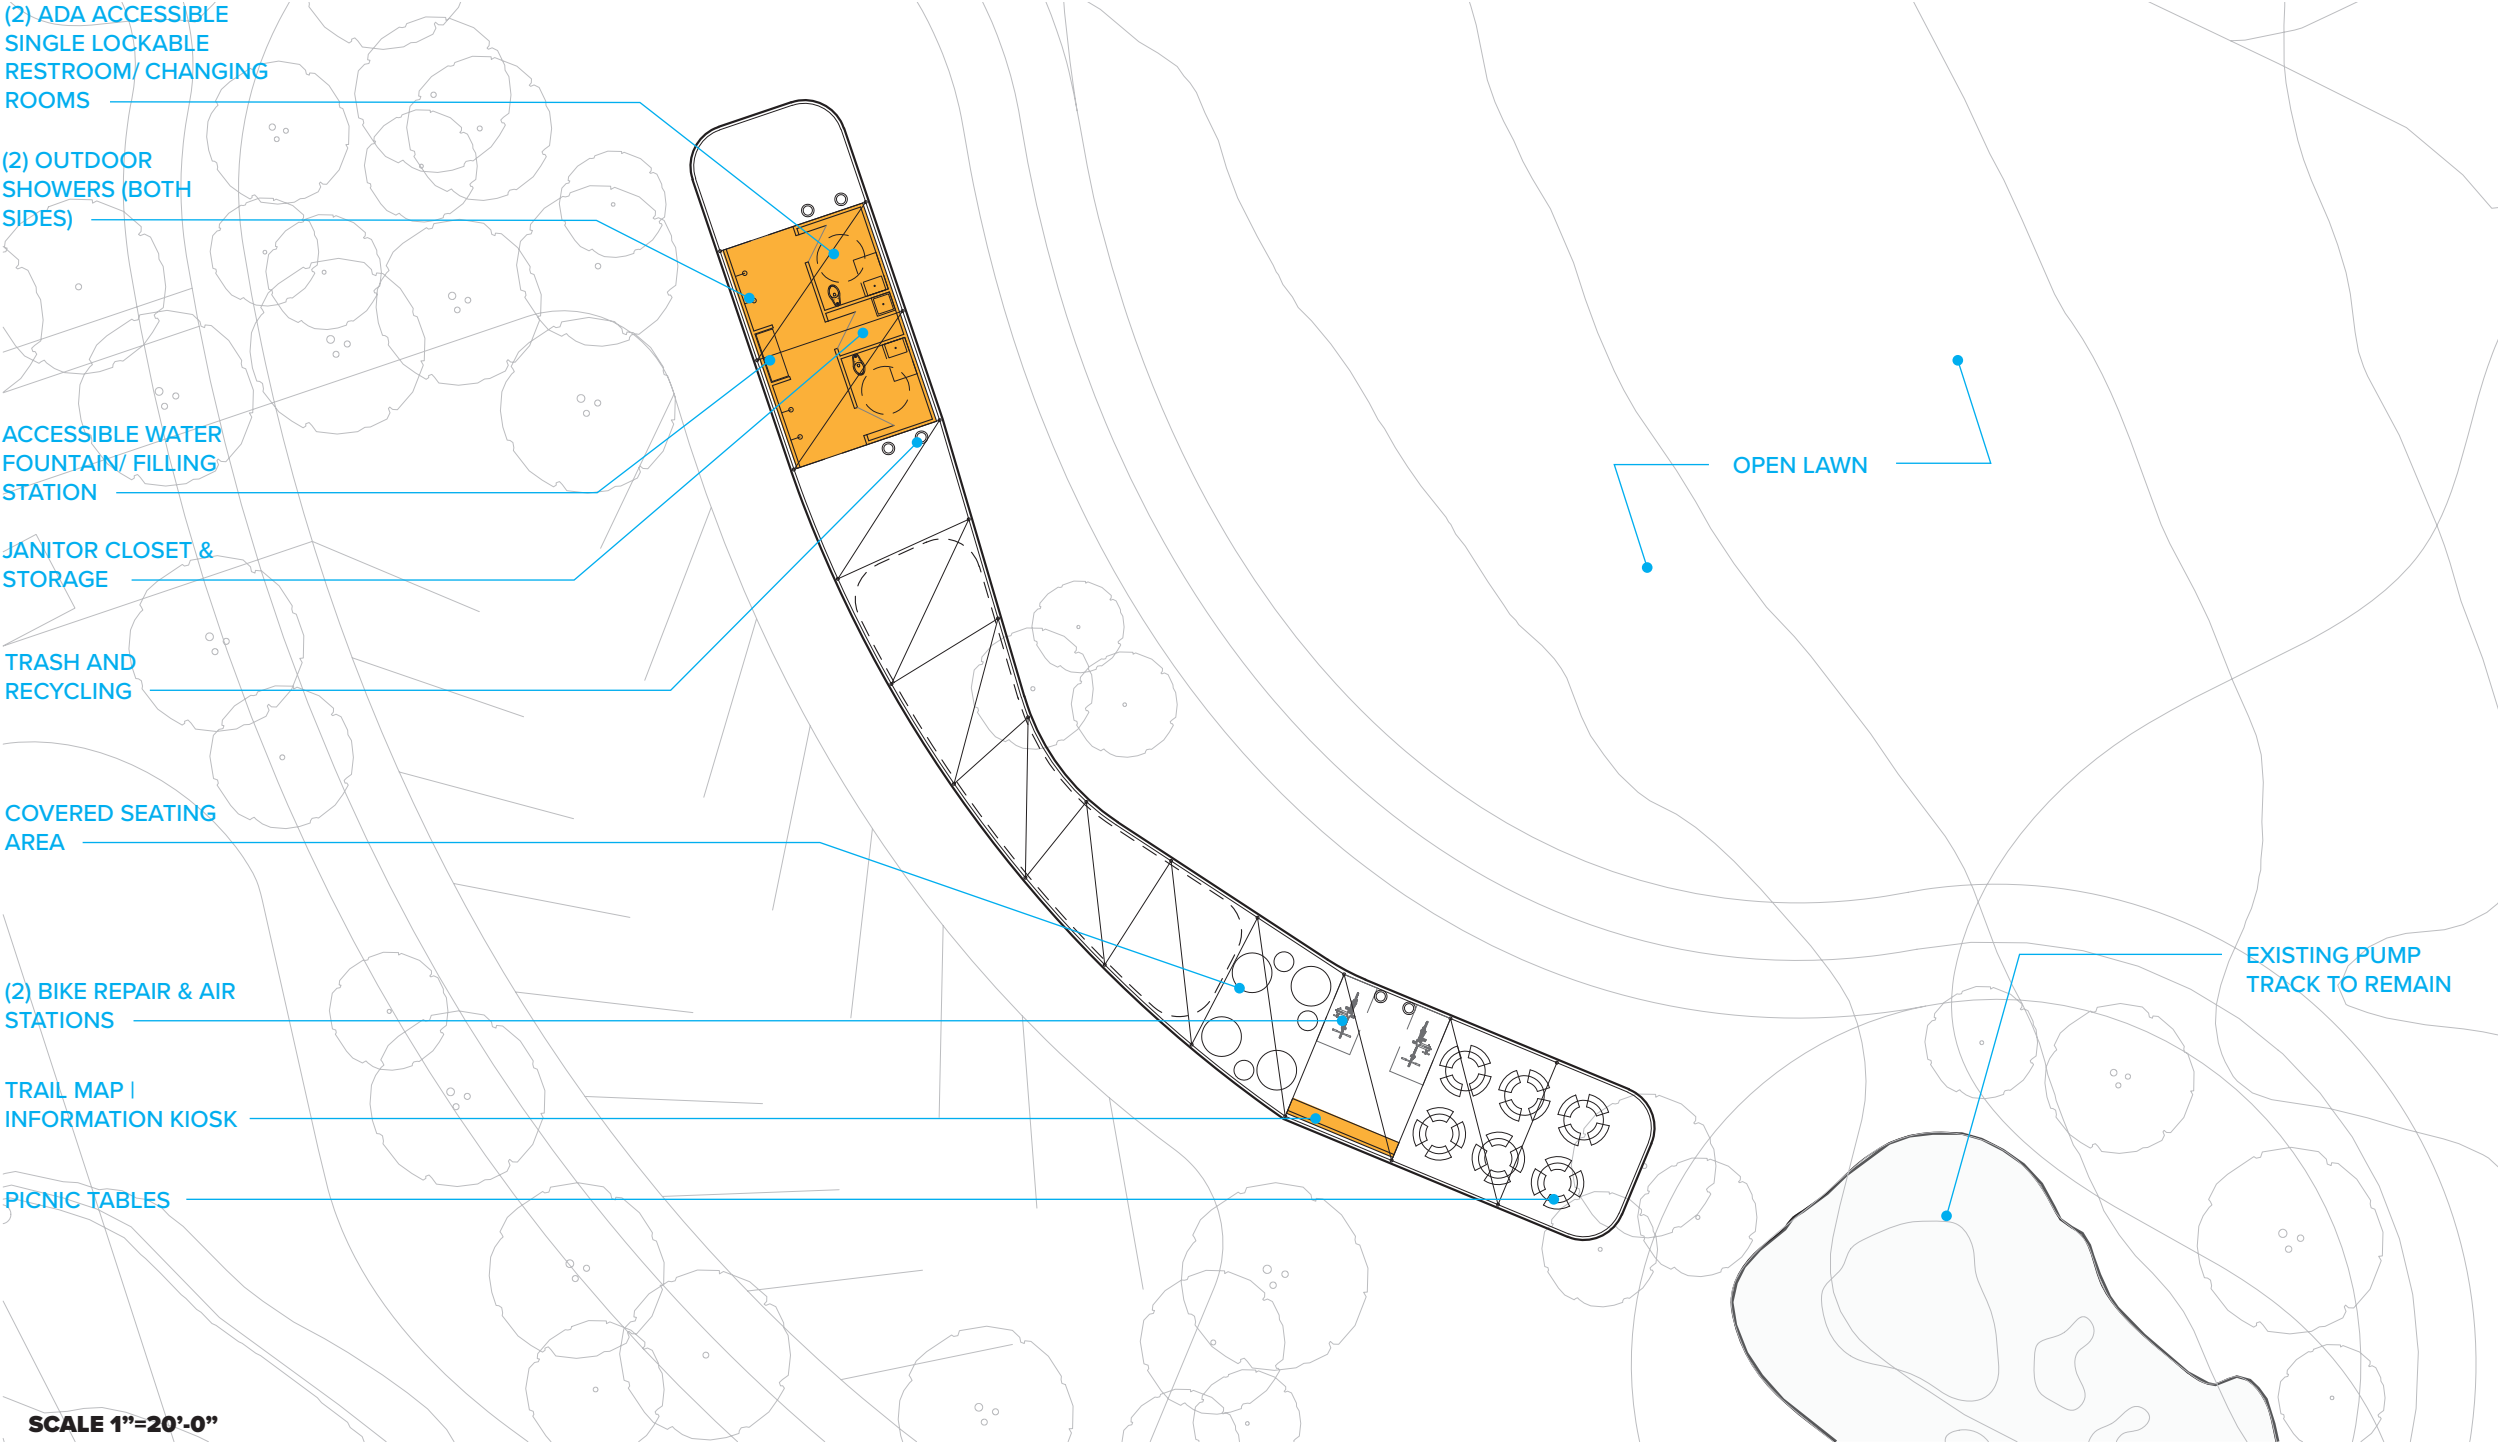 (2) ADA ACCESSIBLE
SINGLE LOCKABLE
RESTROOM/ CHANGING
ROOMS
(2) OUTDOOR
SHOWERS (BOTH
SIDES)
ACCESSIBLE WATER
FOUNTAIN/ FILLING
STATION
JANITOR CLOSET &
STORAGE
TRASH AND
RECYCLING
COVERED SEATING
AREA
(2) BIKE REPAIR & AIR
STATIONS
TRAIL MAP |
INFORMATION KIOSK
PICNIC TABLES
OPEN LAWN
EXISTING PUMP
TRACK TO REMAIN
SCALE 1”=20’-0”